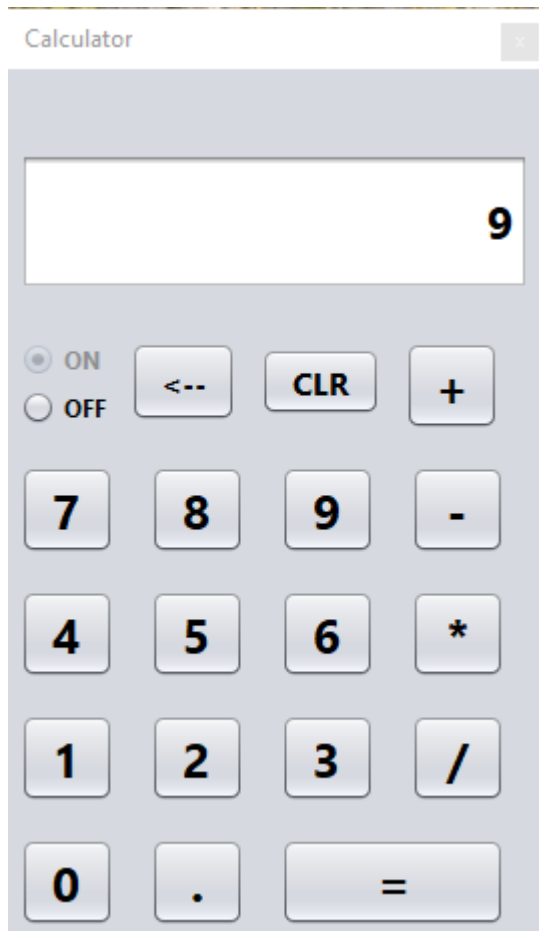 Calculator x
9
ON <-- CLR +
OFF
7 8 9 -
4 5 6 *
1 2 3 /
0 . =